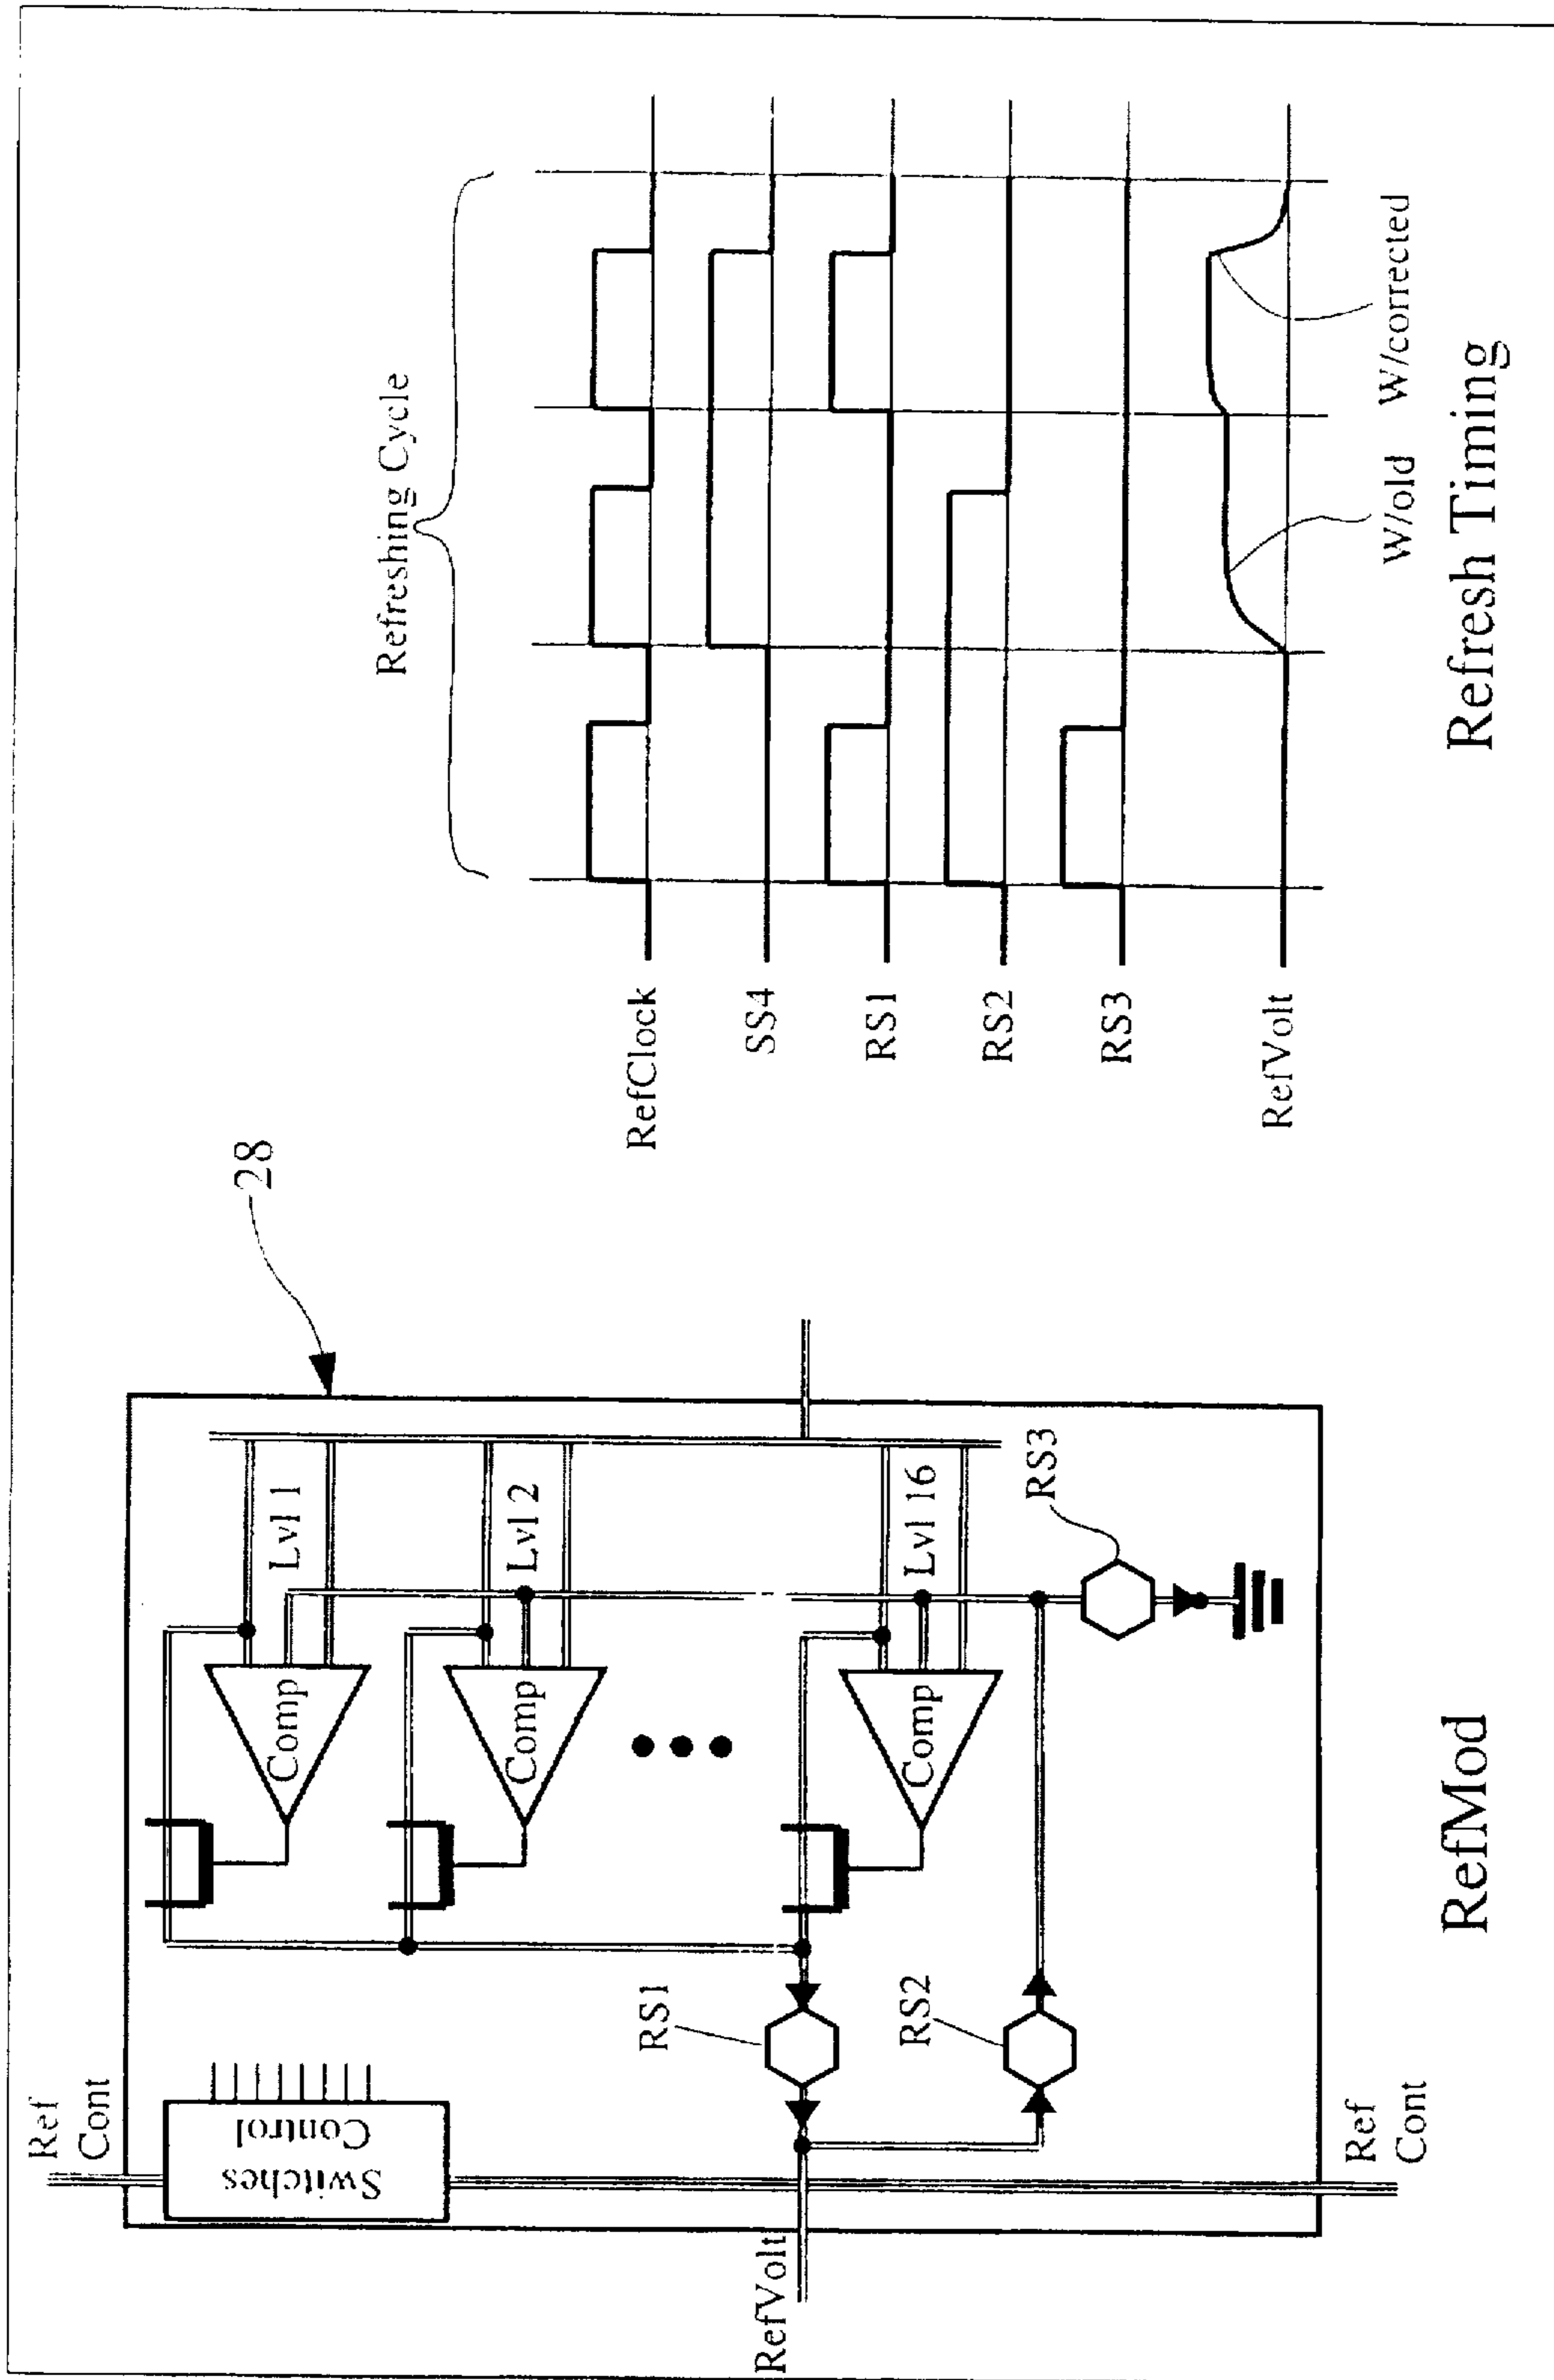 Ref
Cont
Switches
Control
RefVolt
RS1
RS2
Comp
Comp
Comp
Lvl 1
Lvl 2
Lvl 16
RS3
Ref
Cont
28
RefMod
Refreshing Cycle
RefClock
SS4
RS1
RS2
RS3
RefVolt
W/old
W/corrected
Refresh Timing